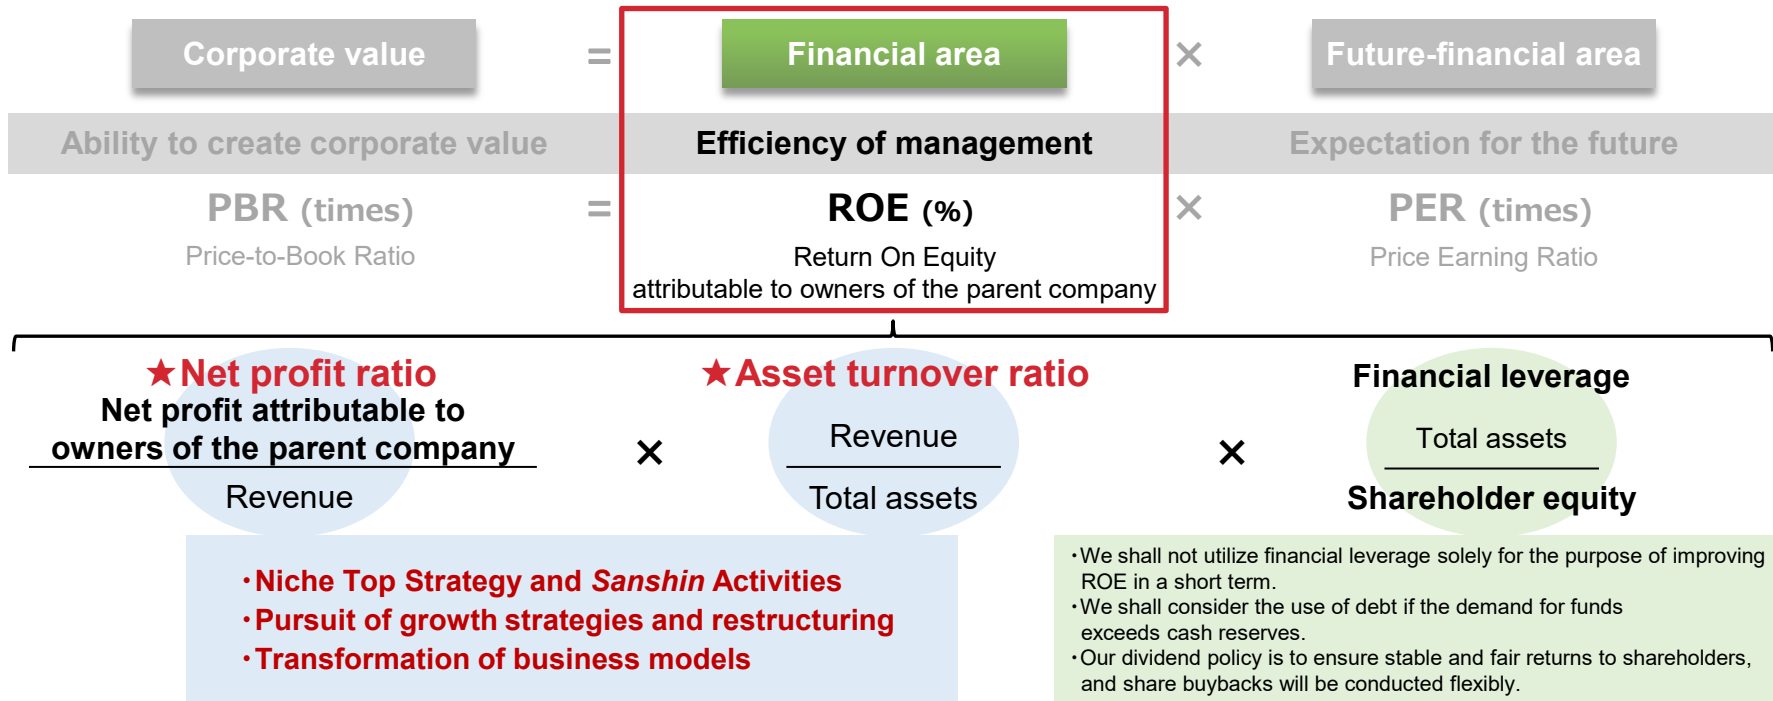 Corporate value = Financial area × Future-financial area
Ability to create corporate value Efficiency of management Expectation for the future
PBR (times) = ROE (%) × PER (times)
Price-to-Book Ratio Return On Equity Price Earning Ratio
attributable to owners of the parent company
★Net profit ratio ★Asset turnover ratio Financial leverage
Net profit attributable to
owners of the parent company
Revenue
×
Revenue
Total assets
×
Total assets
Shareholder equity
・Niche Top Strategy and Sanshin Activities
・Pursuit of growth strategies and restructuring
・Transformation of business models
・We shall not utilize financial leverage solely for the purpose of improving
ROE in a short term.
・We shall consider the use of debt if the demand for funds
exceeds cash reserves.
・Our dividend policy is to ensure stable and fair returns to shareholders,
and share buybacks will be conducted flexibly.